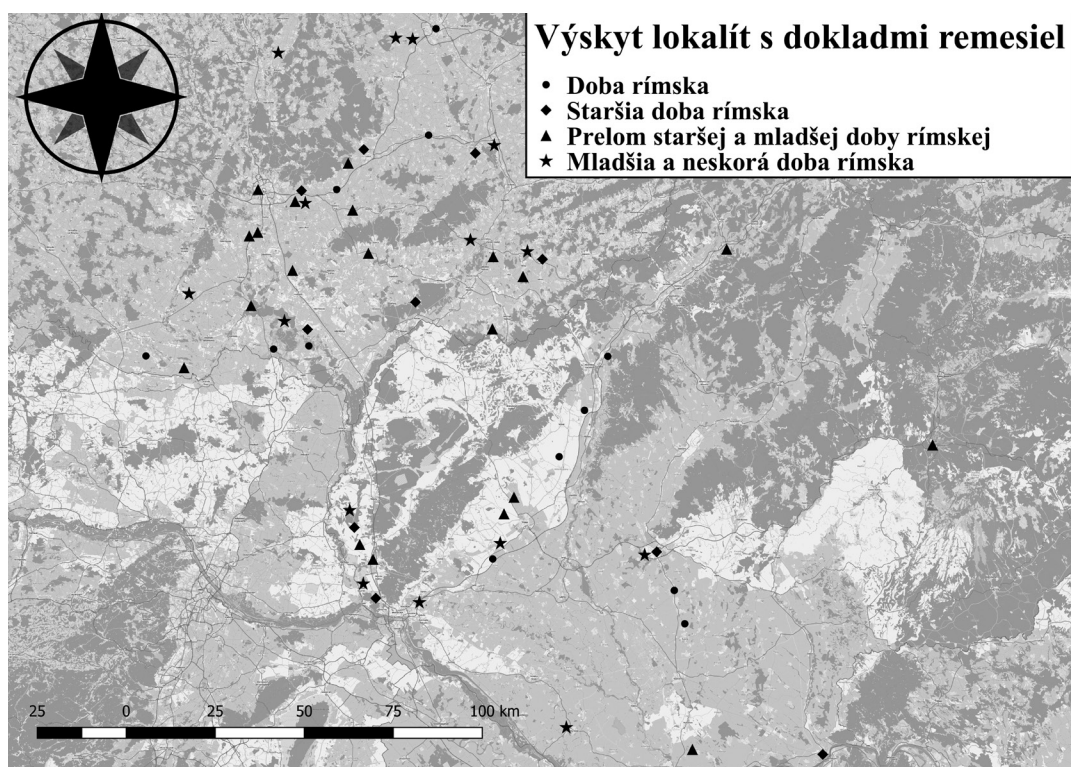 Výskyt lokalít s dokladmi remesiel
Doba rímska
Staršia doba rímska
Prelom staršej a mladšej doby rímskej
Mladšia a neskorá doba rímska
25 0 25 50 75 100 km